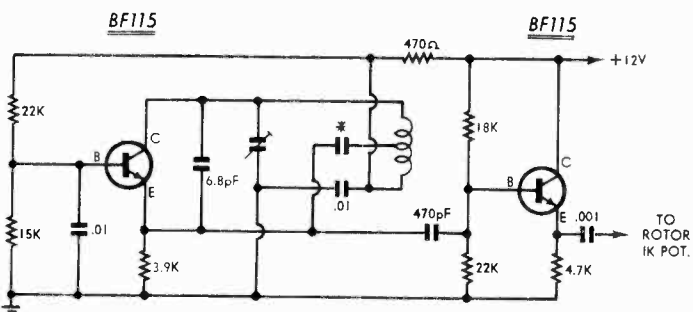 BF115
BF115
470Ω
+12V
22K
18K
B
C
E
✱
6.8pF
.01
470pF
B
C
E
.001
TO
ROTOR
1K POT.
15K
.01
3.9K
22K
4.7K